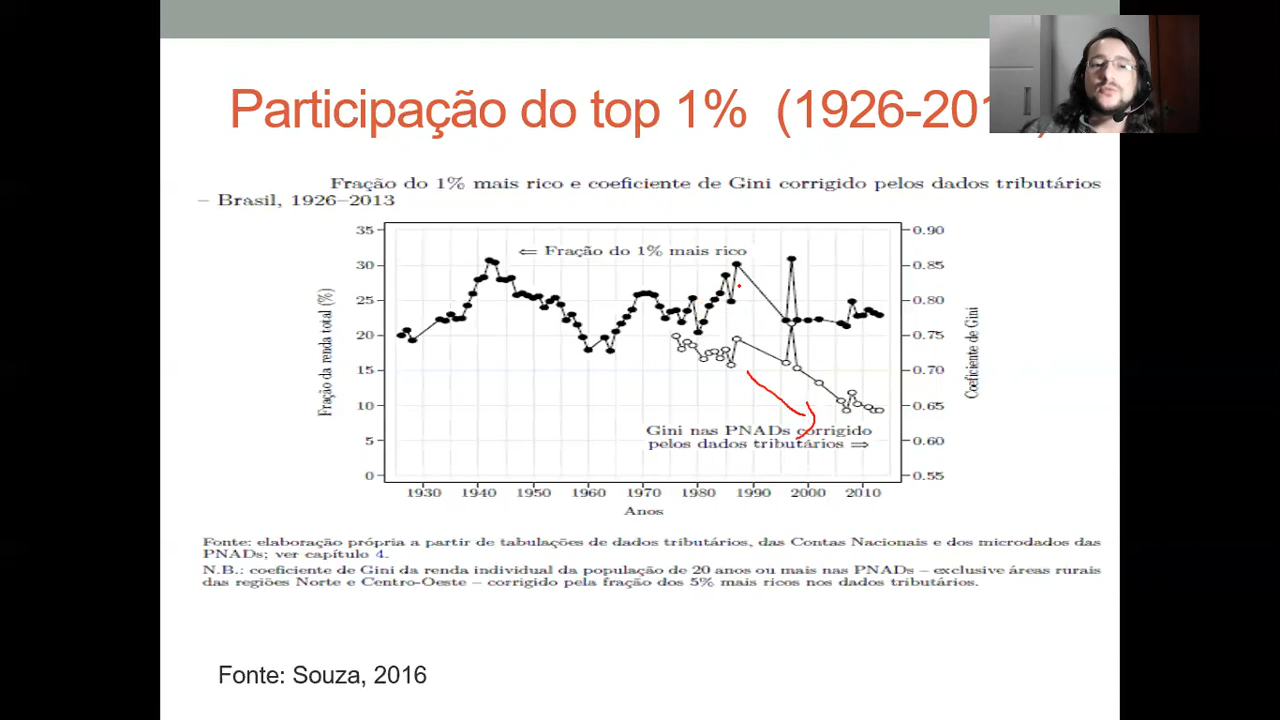 Participação do top 1% (1926-201
Fração do 1% mais rico e coeficiente de Gini corrigido pelos dados tributários
– Brasil, 1926–2013
35
30
25
20
15
10
5
0
Fração da renda total (%)
⇐ Fração do 1% mais rico
Gini nas PNADs corrigido
pelos dados tributários ⇒
0.90
0.85
0.80
0.75
0.70
0.65
0.60
0.55
Coeficiente de Gini
1930 1940 1950 1960 1970 1980 1990 2000 2010
Anos
Fonte: elaboração própria a partir de tabulações de dados tributários, das Contas Nacionais e dos microdados das
PNADs; ver capítulo 4.
N.B.: coeficiente de Gini da renda individual da população de 20 anos ou mais nas PNADs – exclusive áreas rurais
das regiões Norte e Centro-Oeste – corrigido pela fração dos 5% mais ricos nos dados tributários.
Fonte: Souza, 2016